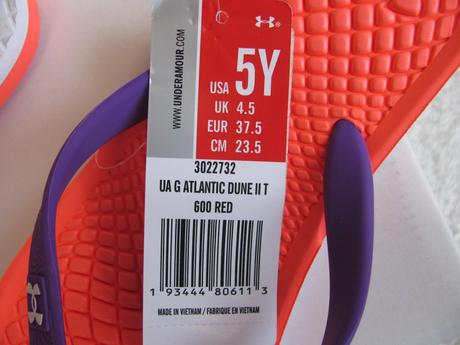 WWW.UNDERARMOUR.COM
USA 5Y
UK 4.5
EUR 37.5
CM 23.5
3022732
UA G ATLANTIC DUNE II T
600 RED
1 93444 80611 3
MADE IN VIETNAM / FABRIQUE EN VIETNAM